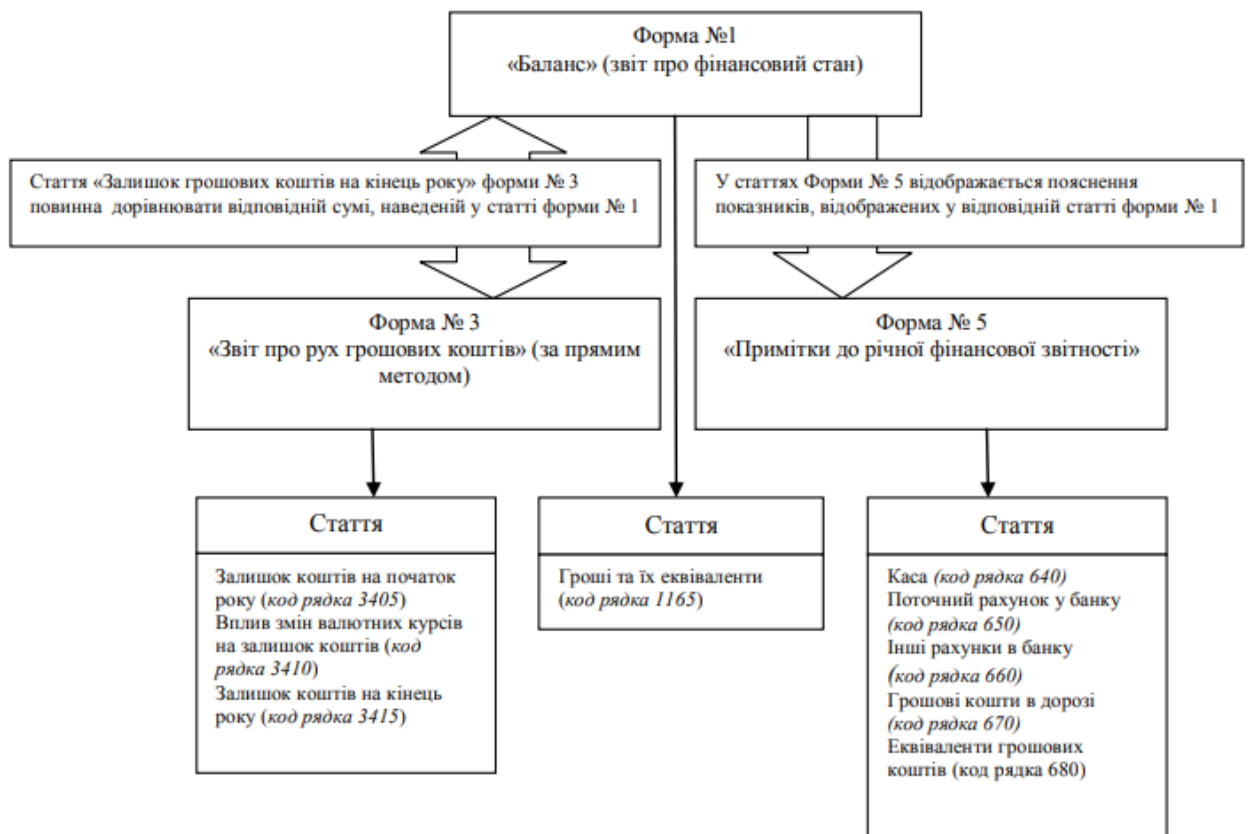 Форма №1
«Баланс» (звіт про фінансовий стан)
Стаття «Залишок грошових коштів на кінець року» форми № 3
повинна дорівнювати відповідній сумі, наведеній у статті форми № 1
У статтях Форми № 5 відображається пояснення
показників, відображених у відповідній статті форми № 1
Форма № 3
«Звіт про рух грошових коштів» (за прямим
методом)
Форма № 5
«Примітки до річної фінансової звітності»
Стаття
Залишок коштів на початок
року (код рядка 3405)
Вплив змін валютних курсів
на залишок коштів (код
рядка 3410)
Залишок коштів на кінець
року (код рядка 3415)
Стаття
Гроші та їх еквіваленти
(код рядка 1165)
Стаття
Каса (код рядка 640)
Поточний рахунок у банку
(код рядка 650)
Інші рахунки в банку
(код рядка 660)
Грошові кошти в дорозі
(код рядка 670)
Еквіваленти грошових
коштів (код рядка 680)